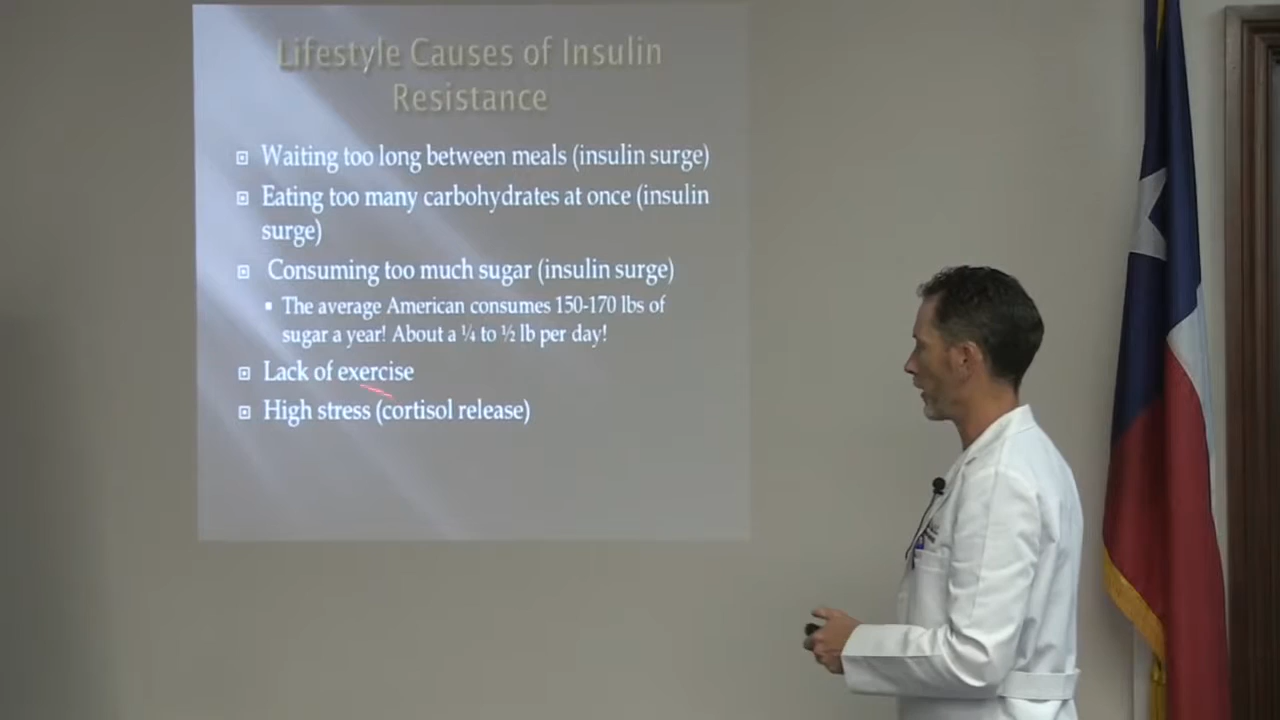 Lifestyle Causes of Insulin
Resistance
Waiting too long between meals (insulin surge)
Eating too many carbohydrates at once (insulin
surge)
Consuming too much sugar (insulin surge)
The average American consumes 150-170 lbs of
sugar a year! About a ¼ to ½ lb per day!
Lack of exercise
High stress (cortisol release)